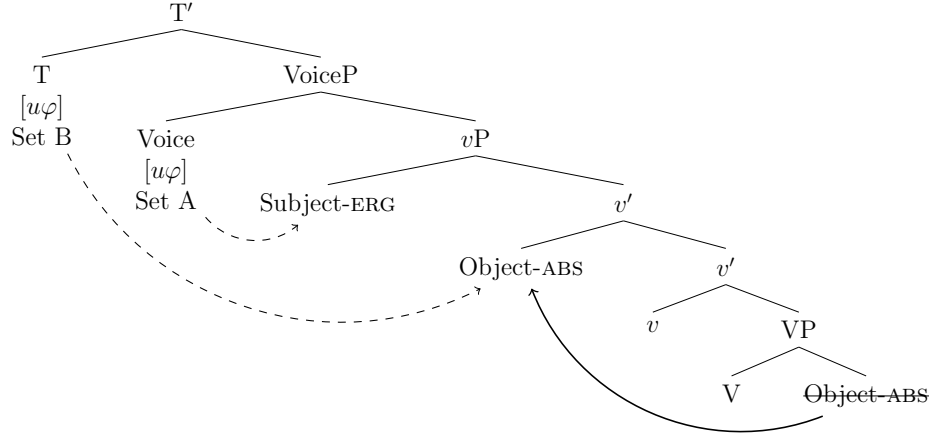 T′
T VoiceP
[uφ]
Set B Voice vP
[uφ]
Set A Subject-ERG v′
Object-ABS v′
v VP
V Object-ABS